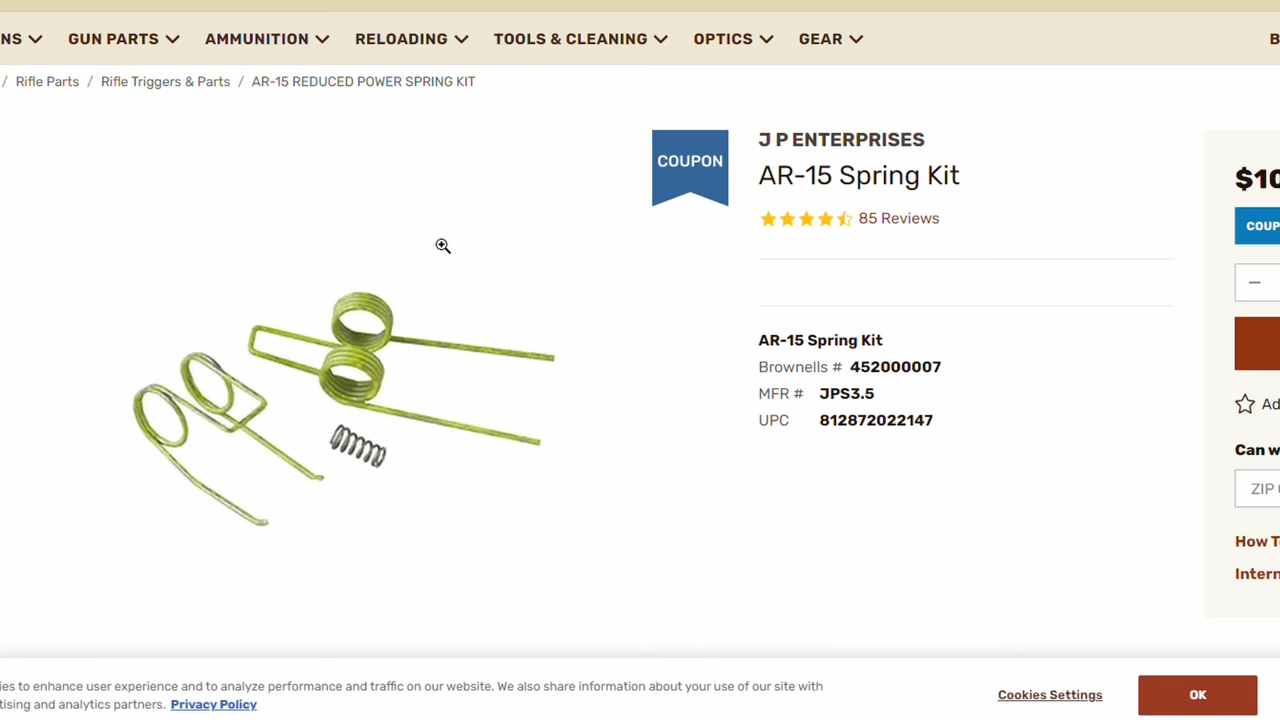 NS GUN PARTS AMMUNITION RELOADING TOOLS & CLEANING OPTICS GEAR B
/ Rifle Parts / Rifle Triggers & Parts / AR-15 REDUCED POWER SPRING KIT
COUPON
J P ENTERPRISES
AR-15 Spring Kit
85 Reviews
AR-15 Spring Kit
Brownells # 452000007
MFR # JPS3.5
UPC 812872022147
$10
COUP
Ad
Can w
ZIP
How T
Intern
ies to enhance user experience and to analyze performance and traffic on our website. We also share information about your use of our site with
tising and analytics partners. Privacy Policy
Cookies Settings
OK